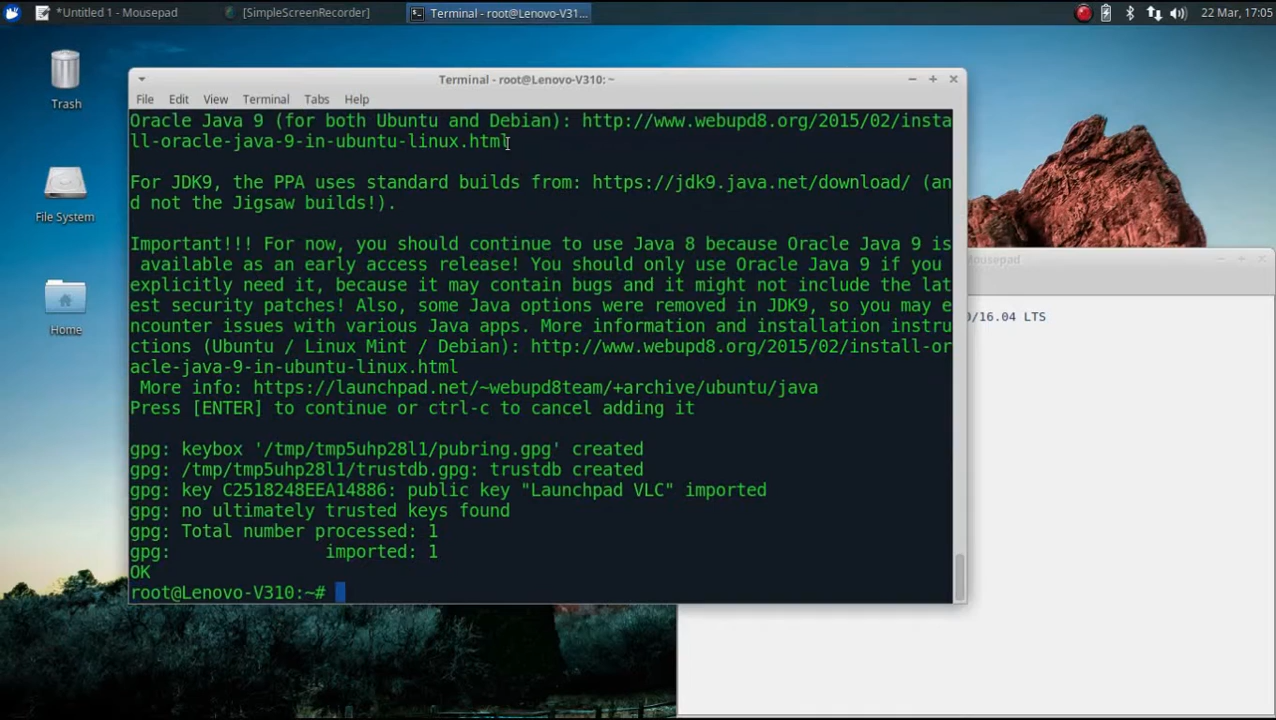 *Untitled 1 - Mousepad
[SimpleScreenRecorder]
Terminal - root@Lenovo-V31...
22 Mar, 17:05
Trash
File System
Home
Terminal - root@Lenovo-V310: ~
File Edit View Terminal Tabs Help
Oracle Java 9 (for both Ubuntu and Debian): http://www.webupd8.org/2015/02/insta
ll-oracle-java-9-in-ubuntu-linux.html
For JDK9, the PPA uses standard builds from: https://jdk9.java.net/download/ (an
d not the Jigsaw builds!).
Important!!! For now, you should continue to use Java 8 because Oracle Java 9 is
available as an early access release! You should only use Oracle Java 9 if you
explicitly need it, because it may contain bugs and it might not include the lat
est security patches! Also, some Java options were removed in JDK9, so you may e
ncounter issues with various Java apps. More information and installation instru
ctions (Ubuntu / Linux Mint / Debian): http://www.webupd8.org/2015/02/install-or
acle-java-9-in-ubuntu-linux.html
More info: https://launchpad.net/~webupd8team/+archive/ubuntu/java
Press [ENTER] to continue or ctrl-c to cancel adding it
gpg: keybox '/tmp/tmp5uhp28l1/pubring.gpg' created
gpg: /tmp/tmp5uhp28l1/trustdb.gpg: trustdb created
gpg: key C2518248EEA14886: public key "Launchpad VLC" imported
gpg: no ultimately trusted keys found
gpg: Total number processed: 1
gpg: imported: 1
OK
root@Lenovo-V310:~#
Mousepad
0/16.04 LTS